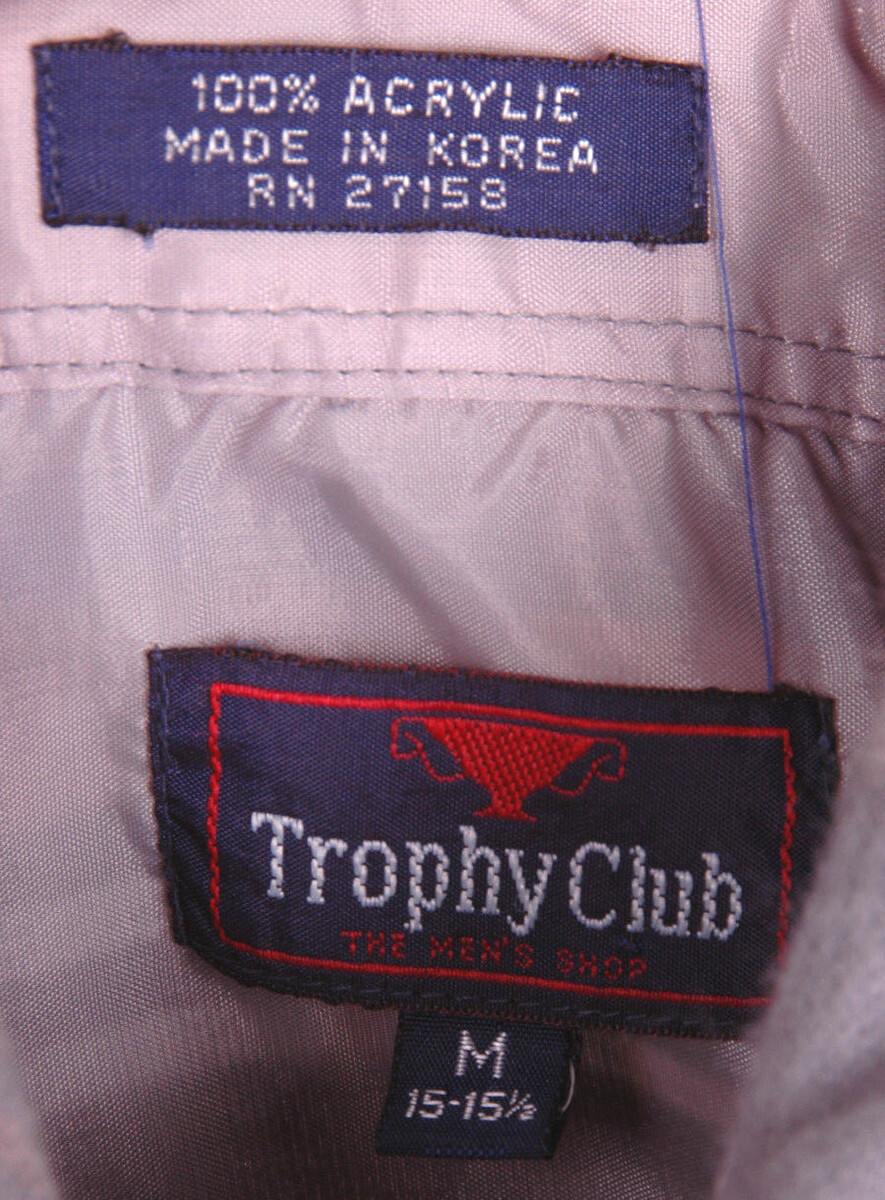 100% ACRYLIC
MADE IN KOREA
RN 27158
Trophy Club
THE MEN'S SHOP
M
15-15½